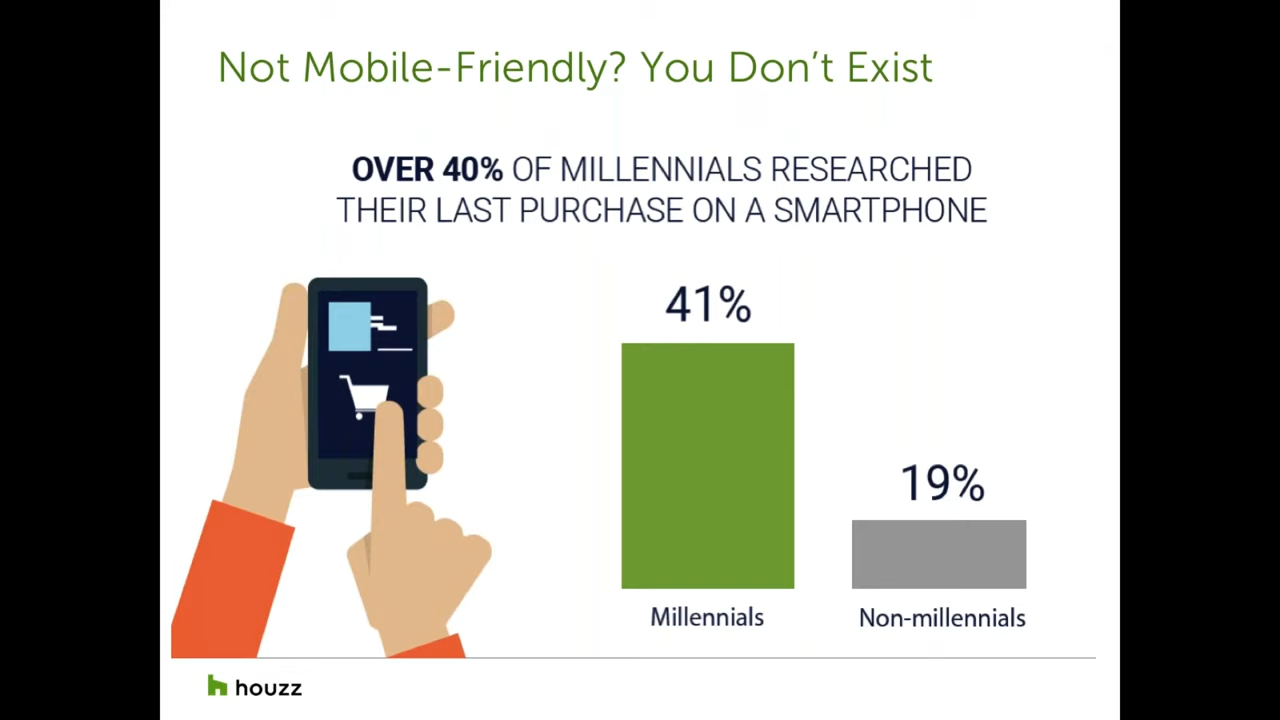 Not Mobile-Friendly? You Don’t Exist
OVER 40% OF MILLENNIALS RESEARCHED
THEIR LAST PURCHASE ON A SMARTPHONE
41%
19%
Millennials
Non-millennials
houzz